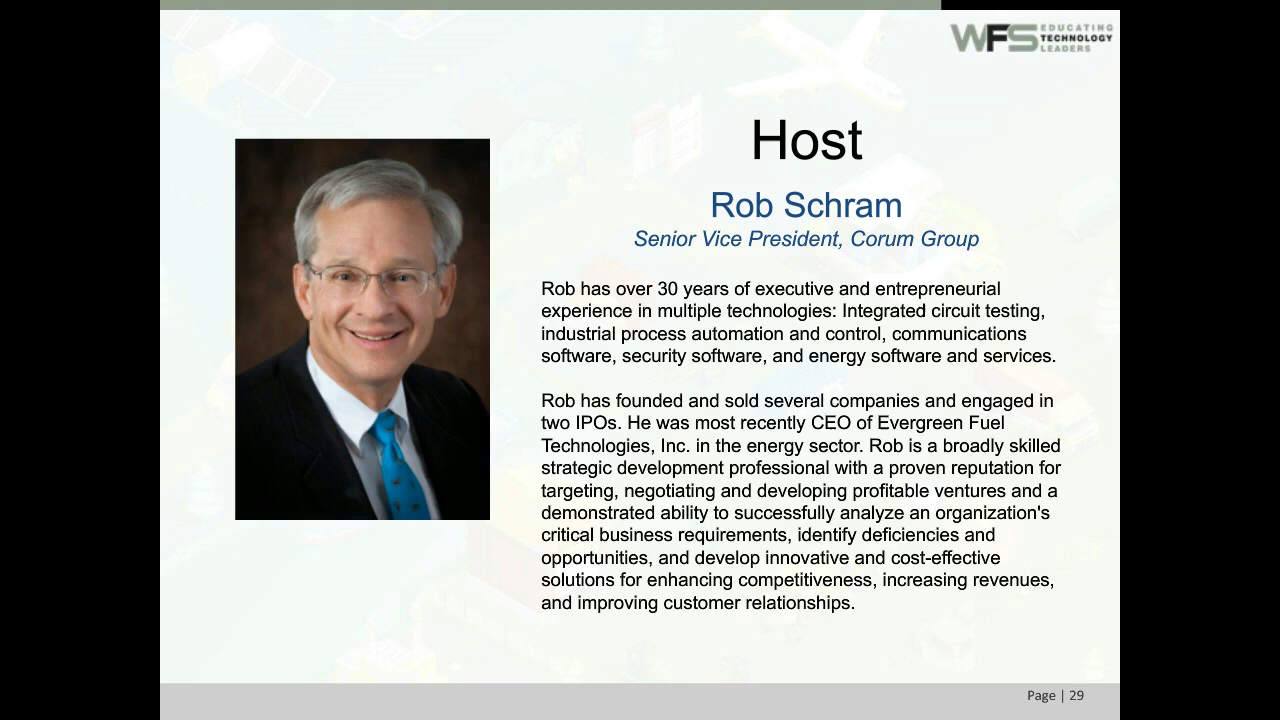 WFS EDUCATING
TECHNOLOGY
LEADERS
Host
Rob Schram
Senior Vice President, Corum Group
Rob has over 30 years of executive and entrepreneurial
experience in multiple technologies: Integrated circuit testing,
industrial process automation and control, communications
software, security software, and energy software and services.
Rob has founded and sold several companies and engaged in
two IPOs. He was most recently CEO of Evergreen Fuel
Technologies, Inc. in the energy sector. Rob is a broadly skilled
strategic development professional with a proven reputation for
targeting, negotiating and developing profitable ventures and a
demonstrated ability to successfully analyze an organization's
critical business requirements, identify deficiencies and
opportunities, and develop innovative and cost-effective
solutions for enhancing competitiveness, increasing revenues,
and improving customer relationships.
Page | 29